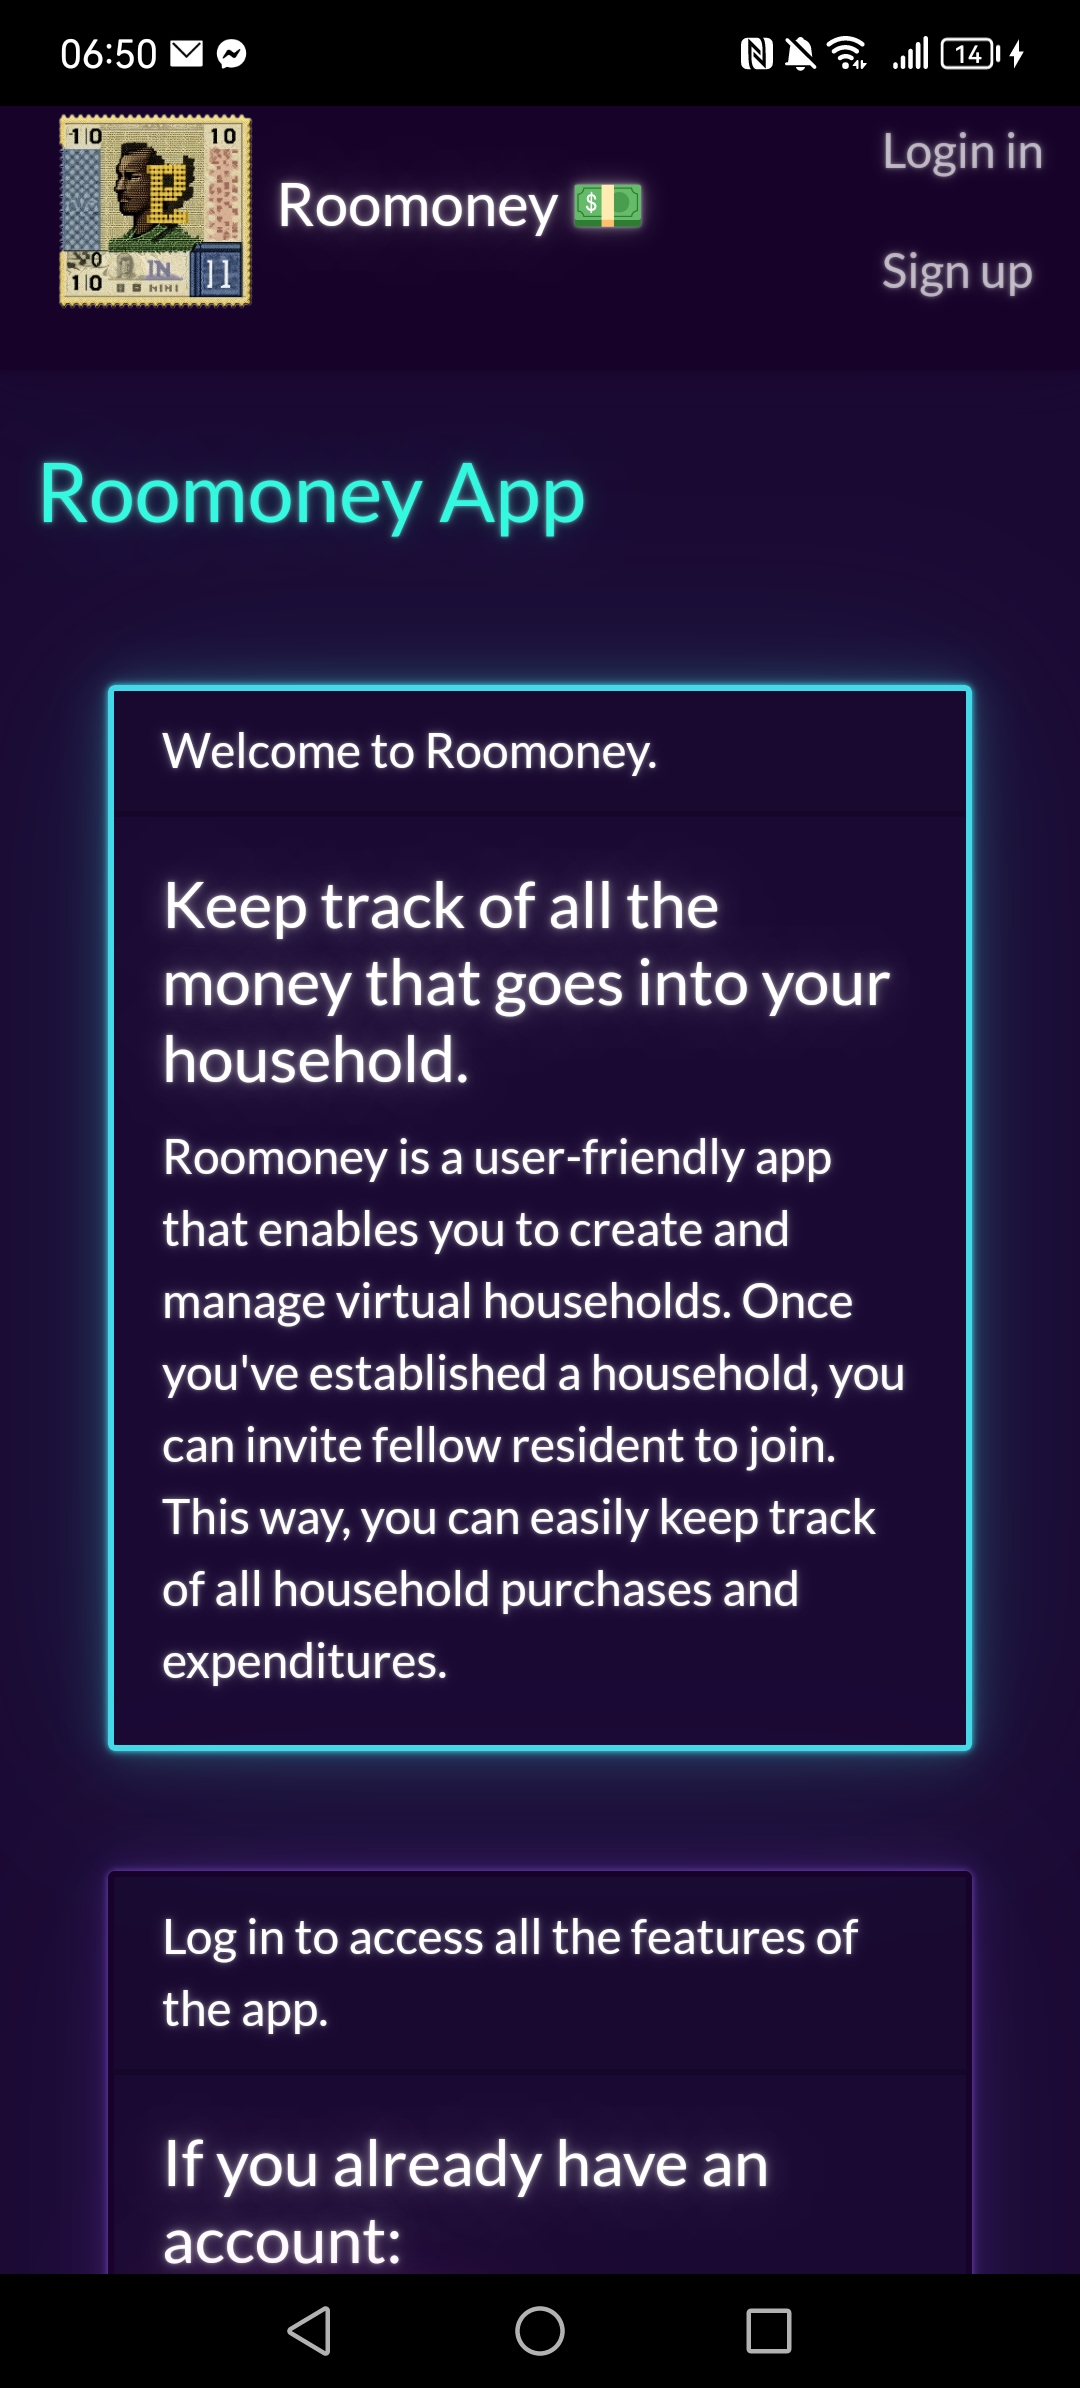 06:50
14
10 10
10
IN
11
Roomoney
Login in
Sign up
Roomoney App
Welcome to Roomoney.
Keep track of all the
money that goes into your
household.
Roomoney is a user-friendly app
that enables you to create and
manage virtual households. Once
you've established a household, you
can invite fellow resident to join.
This way, you can easily keep track
of all household purchases and
expenditures.
Log in to access all the features of
the app.
If you already have an
account: